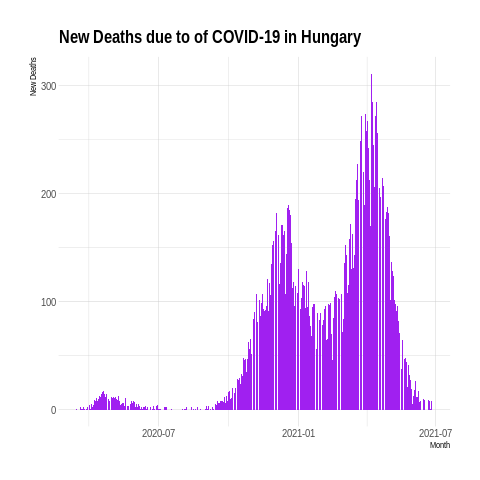 New Deaths due to of COVID-19 in Hungary
New Deaths
300
200
100
0
2020-07
2021-01
2021-07
Month